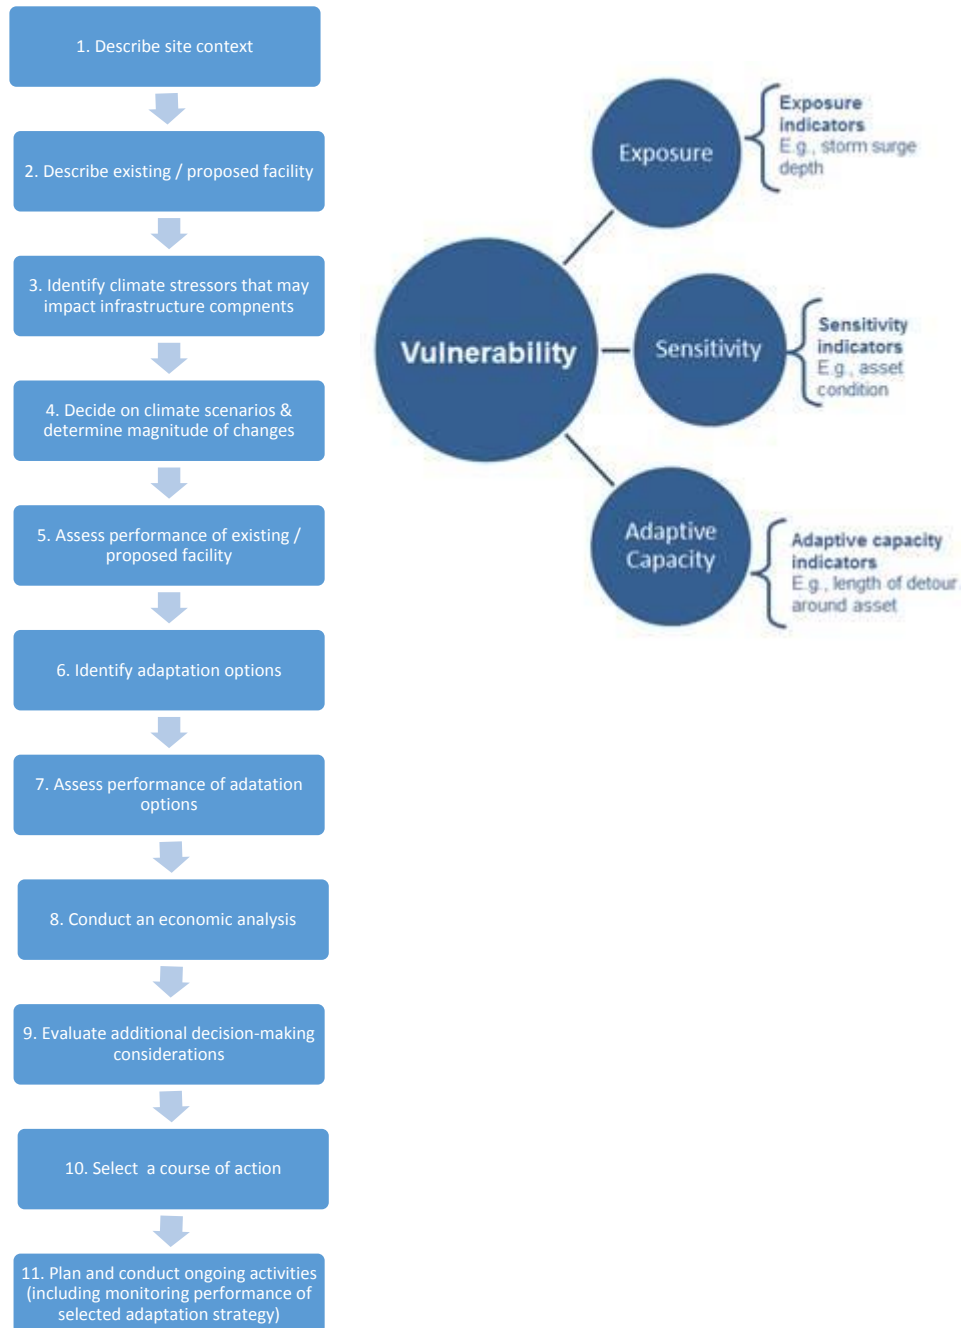 1. Describe site context
2. Describe existing / proposed facility
3. Identify climate stressors that may
impact infrastructure compnents
4. Decide on climate scenarios &
determine magnitude of changes
5. Assess performance of existing /
proposed facility
6. Identify adaptation options
7. Assess performance of adatation
options
8. Conduct an economic analysis
9. Evaluate additional decision-making
considerations
10. Select  a course of action
11. Plan and conduct ongoing activities
(including monitoring performance of
selected adaptation strategy)
Vulnerability
Exposure
Exposure
indicators
E.g., storm surge
depth
Sensitivity
Sensitivity
indicators
E.g., asset
condition
Adaptive
Capacity
Adaptive capacity
indicators
E.g., length of detour
around asset